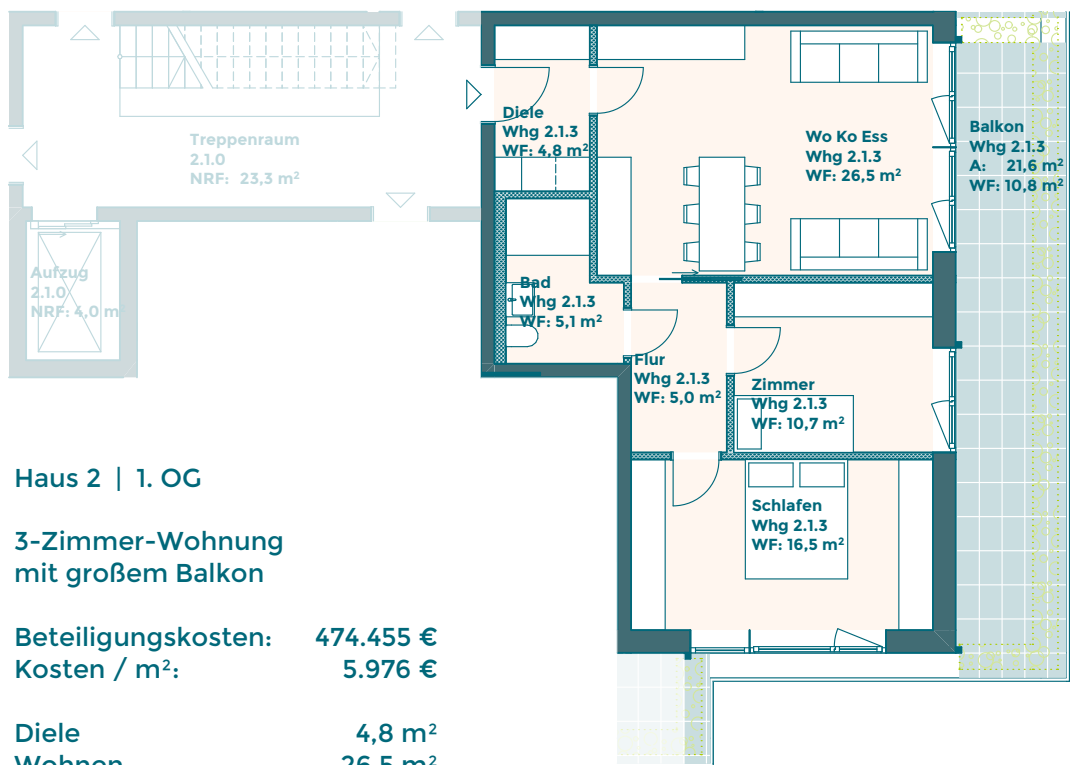 Treppenraum
2.1.0
NRF: 23,3 m²
Diele
Whg 2.1.3
WF: 4,8 m²
Wo Ko Ess
Whg 2.1.3
WF: 26,5 m²
Balkon
Whg 2.1.3
A: 21,6 m²
WF: 10,8 m²
Aufzug
2.1.0
NRF: 4,0 m
Bad
Whg 2.1.3
WF: 5,1 m²
Flur
Whg 2.1.3
WF: 5,0 m²
Zimmer
Whg 2.1.3
WF: 10,7 m²
Schlafen
Whg 2.1.3
WF: 16,5 m²
Haus 2 | 1. OG
3-Zimmer-Wohnung
mit großem Balkon
Beteiligungskosten: 474.455 €
Kosten / m²: 5.976 €
Diele 4,8 m²
Wohnen 26,5 m²